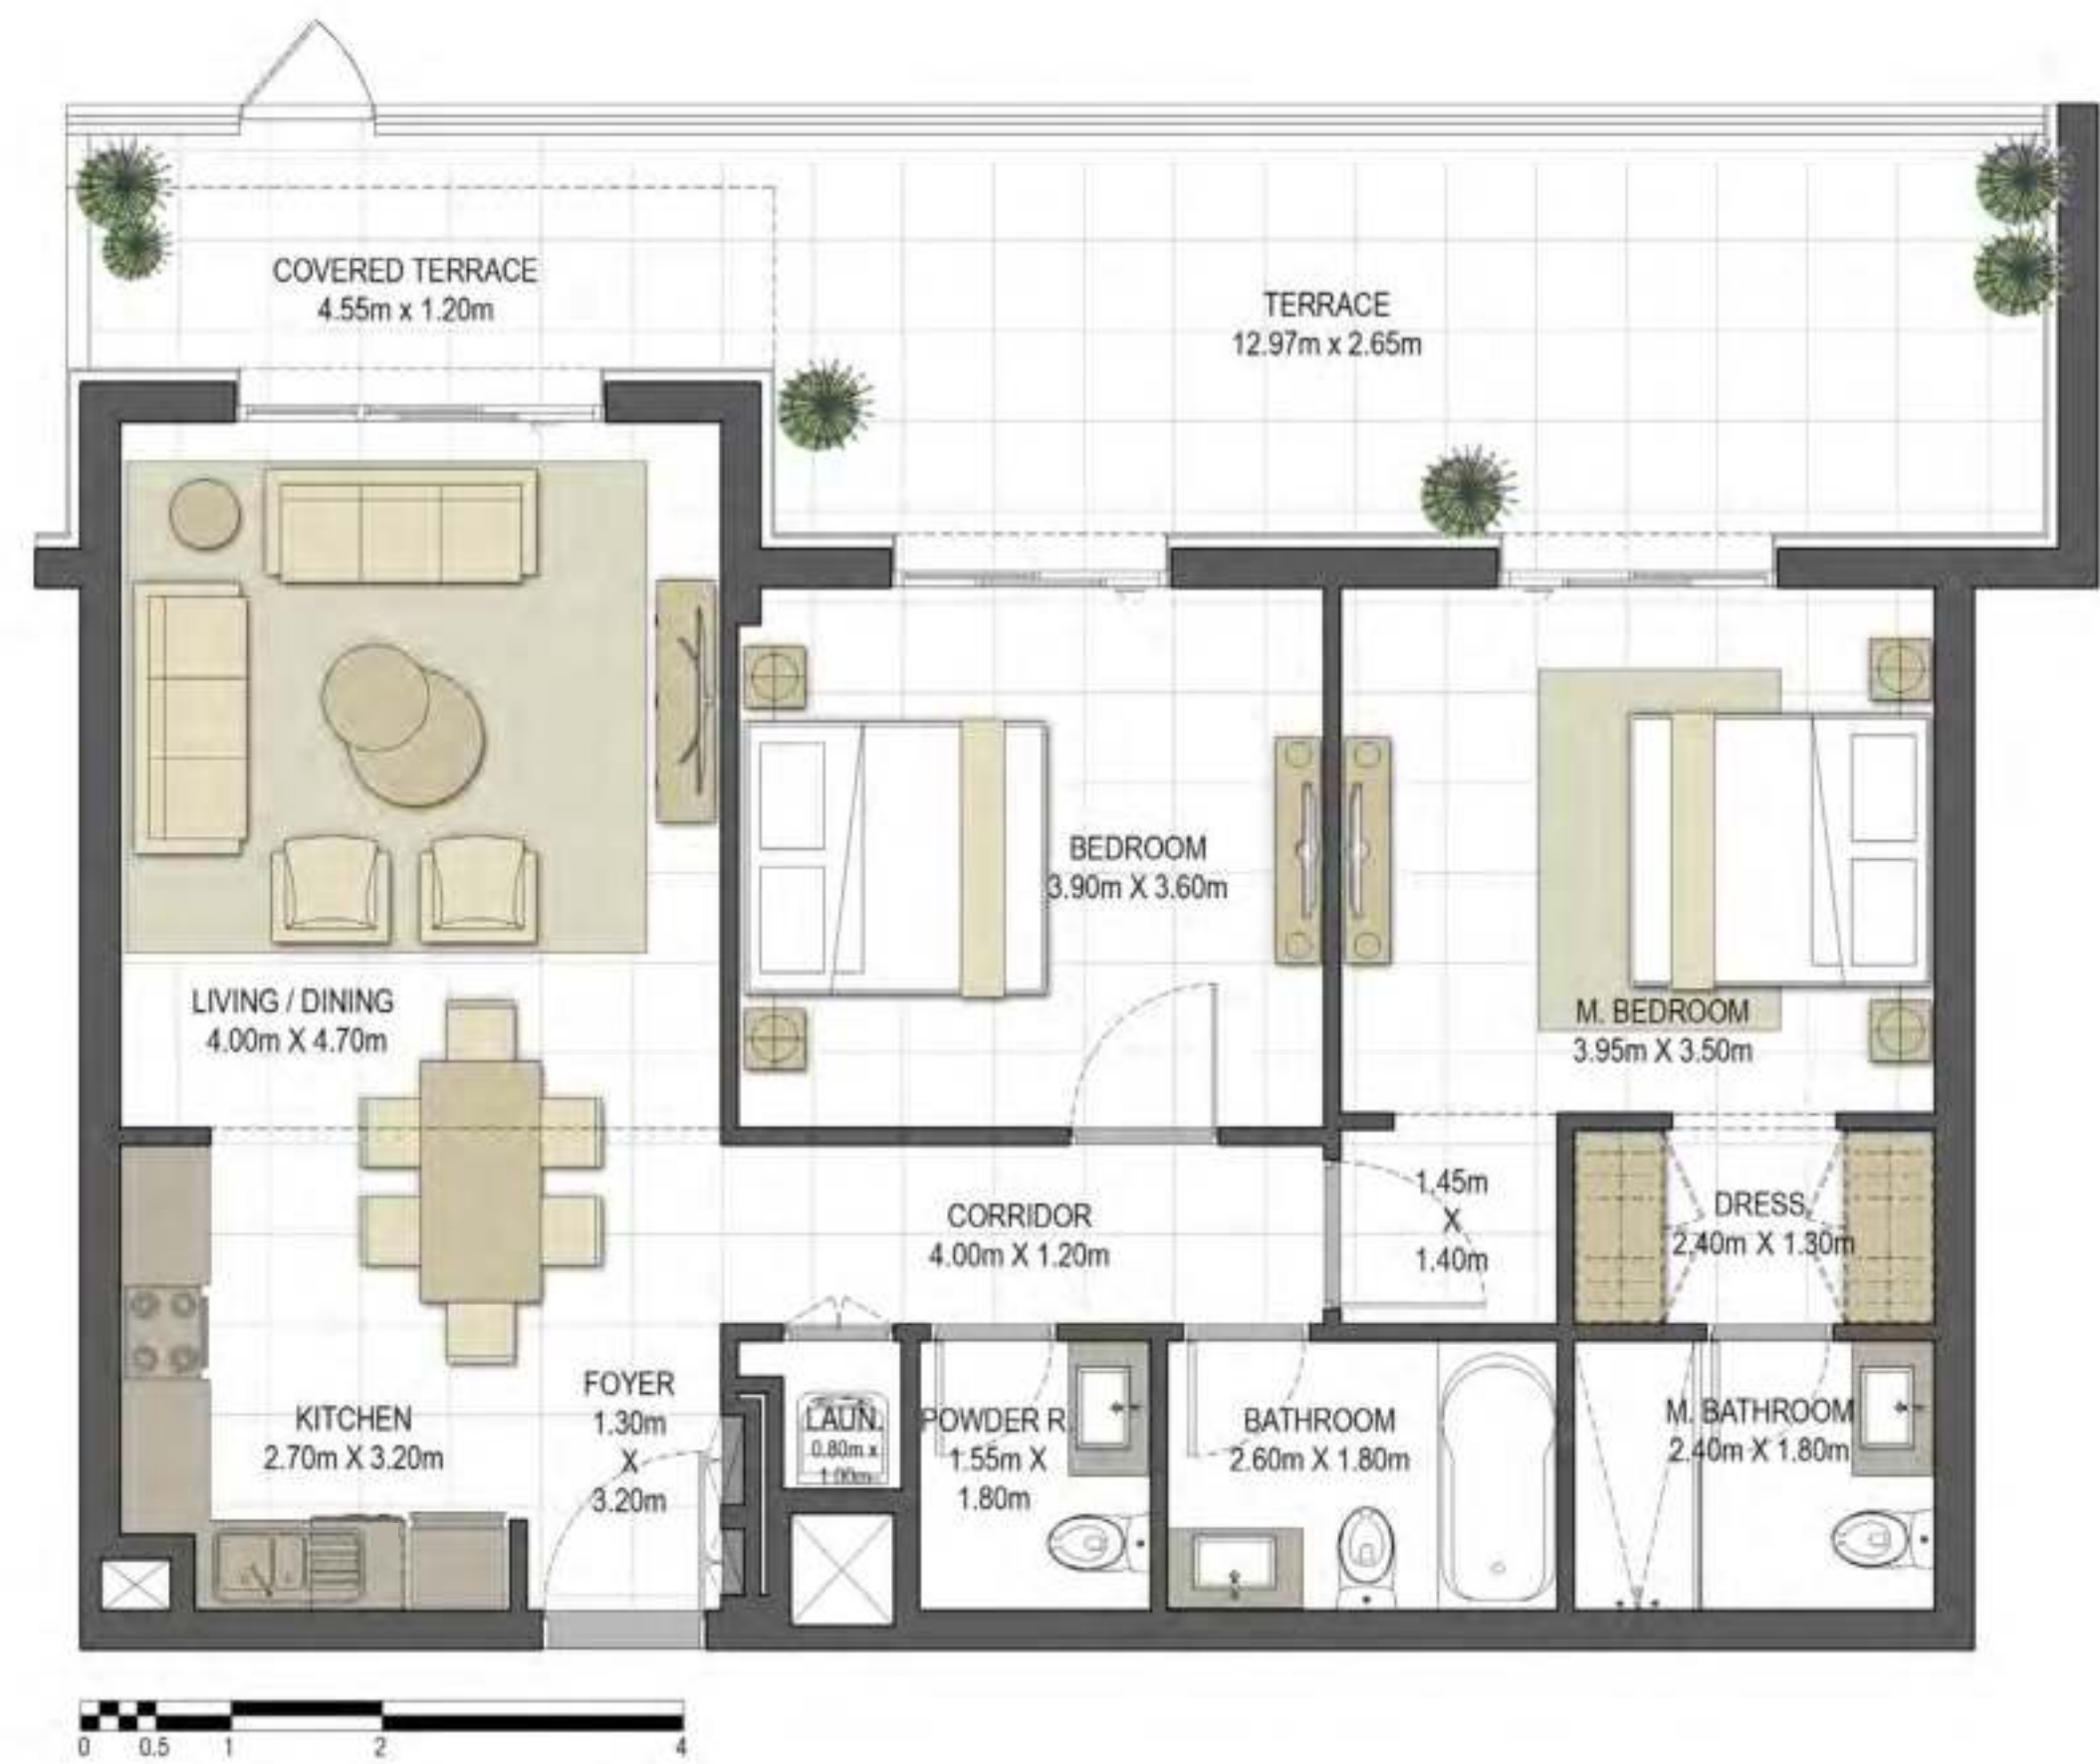 COVERED TERRACE
4.55m x 1.20m
TERRACE
12.97m x 2.65m
BEDROOM
3.90m X 3.60m
LIVING / DINING
4.00m X 4.70m
M. BEDROOM
3.95m X 3.50m
CORRIDOR
4.00m X 1.20m
1.45m
X
1.40m
DRESS
2.40m X 1.30m
KITCHEN
2.70m X 3.20m
FOYER
1.30m
X
3.20m
LAUN.
0.80m x
1.00m
POWDER R.
1.55m X
1.80m
BATHROOM
2.60m X 1.80m
M. BATHROOM
2.40m X 1.80m
0 0.5 1 2 4